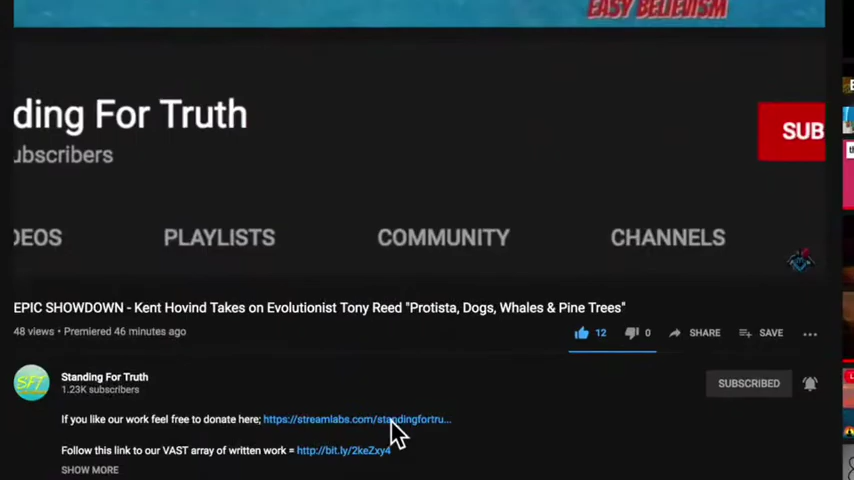 EASY BELIEVISM
ding For Truth
SUB
ubscribers
DEOS PLAYLISTS COMMUNITY CHANNELS
EPIC SHOWDOWN - Kent Hovind Takes on Evolutionist Tony Reed "Protista, Dogs, Whales & Pine Trees"
48 views • Premiered 46 minutes ago
12 0 SHARE SAVE
SFT
Standing For Truth
1.23K subscribers
SUBSCRIBED
If you like our work feel free to donate here; https://streamlabs.com/standingfortru...
Follow this link to our VAST array of written work = http://bit.ly/2keZxy4
SHOW MORE